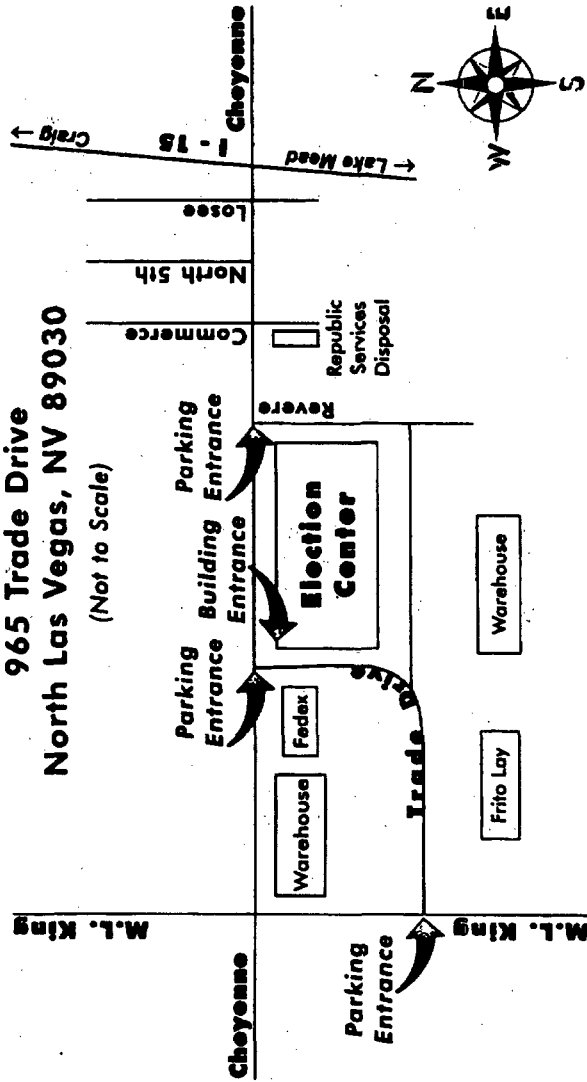 965 Trade Drive
North Las Vegas, NV 89030
(Not to Scale)
Cheyenne
M.L. King
Parking
Entrance
Building
Entrance
Parking
Entrance
Revere
Commerce
North 5th
Losee
I - 15
Craig →
Cheyenne
← Lake Mead
Warehouse
Fedex
Election
Center
Republic
Services
Disposal
Trade Drive
Parking
Entrance
M.L. King
Frito Lay
Warehouse
N
E
S
W